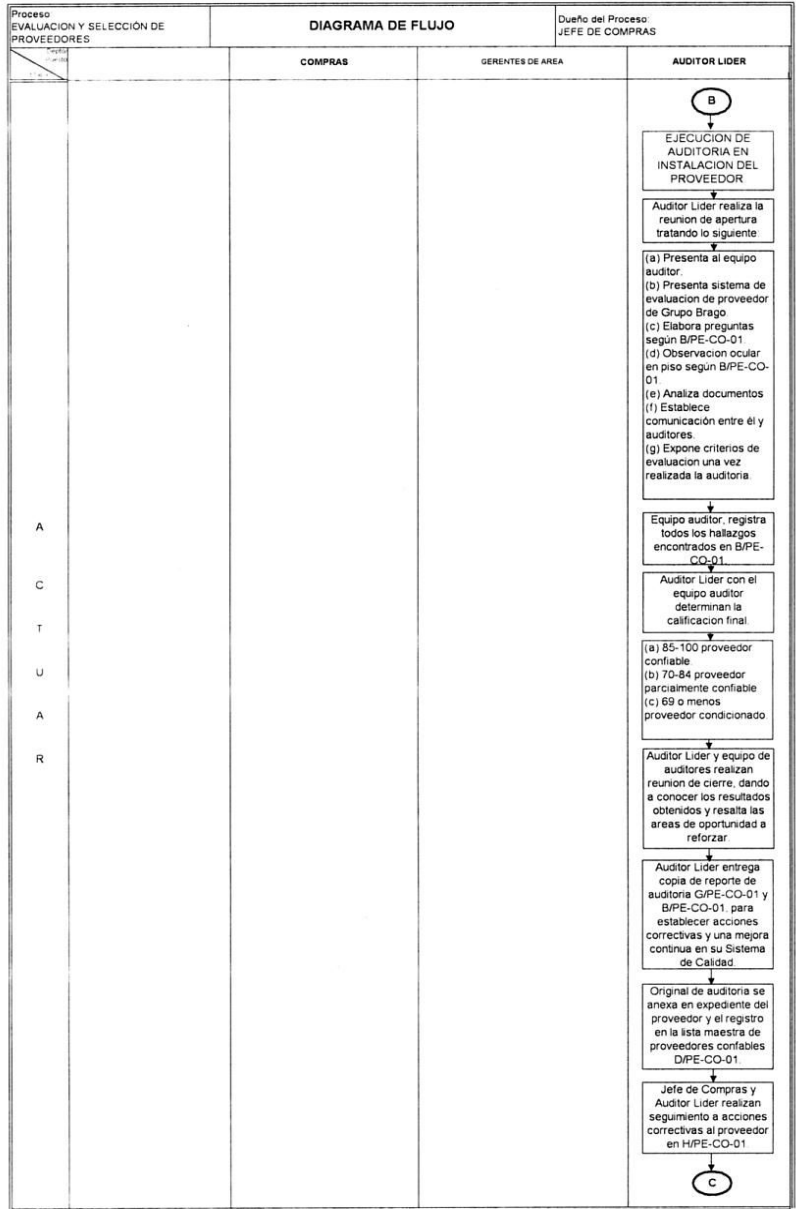 Proceso
EVALUACION Y SELECCIÓN DE
PROVEEDORES
DIAGRAMA DE FLUJO
Dueño del Proceso:
JEFE DE COMPRAS
COMPRAS
GERENTES DE AREA
AUDITOR LIDER
B
EJECUCION DE
AUDITORIA EN
INSTALACION DEL
PROVEEDOR
Auditor Lider realiza la
reunion de apertura
tratando lo siguiente:
(a) Presenta al equipo
auditor.
(b) Presenta sistema de
evaluacion de proveedor
de Grupo Brago.
(c) Elabora preguntas
según B/PE-CO-01.
(d) Observacion ocular
en piso según B/PE-CO-
01.
(e) Analiza documentos
(f) Establece
comunicación entre él y
auditores.
(g) Expone criterios de
evaluacion una vez
realizada la auditoria.
Equipo auditor, registra
todos los hallazgos
encontrados en B/PE-
CO-01.
Auditor Lider con el
equipo auditor
determinan la
calificacion final.
(a) 85-100 proveedor
confiable.
(b) 70-84 proveedor
parcialmente confiable
(c) 69 o menos
proveedor condicionado.
Auditor Lider y equipo de
auditores realizan
reunion de cierre, dando
a conocer los resultados
obtenidos y resalta las
areas de oportunidad a
reforzar.
Auditor Lider entrega
copia de reporte de
auditoria G/PE-CO-01 y
B/PE-CO-01, para
establecer acciones
correctivas y una mejora
continua en su Sistema
de Calidad.
Original de auditoria se
anexa en expediente del
proveedor y el registro
en la lista maestra de
proveedores confables
D/PE-CO-01.
Jefe de Compras y
Auditor Lider realizan
seguimiento a acciones
correctivas al proveedor
en H/PE-CO-01
C
A
C
T
U
A
R